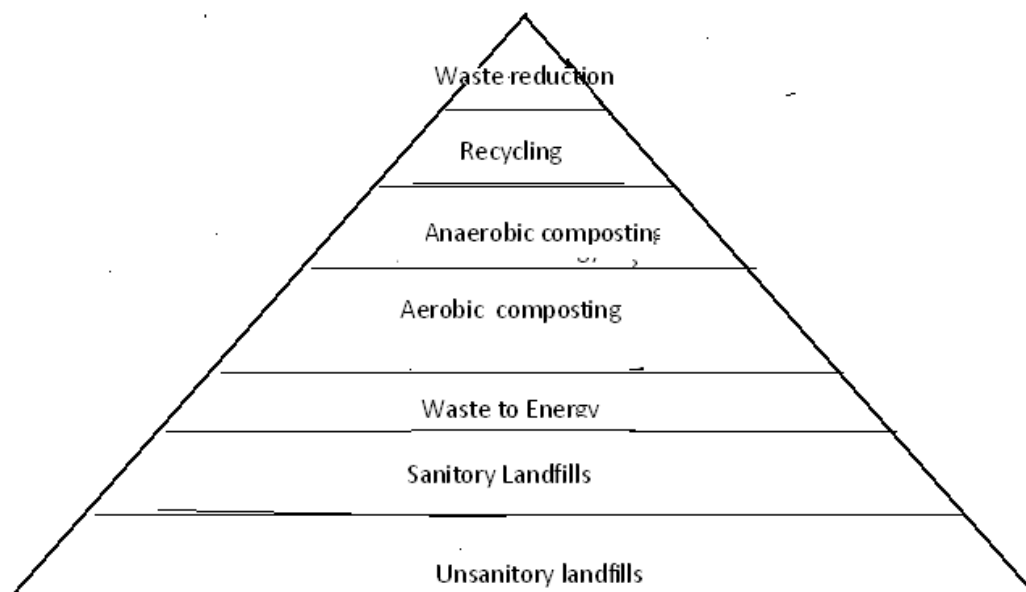 Waste reduction
Recycling
Anaerobic composting
Aerobic composting
Waste to Energy
Sanitory Landfills
Unsanitory landfills